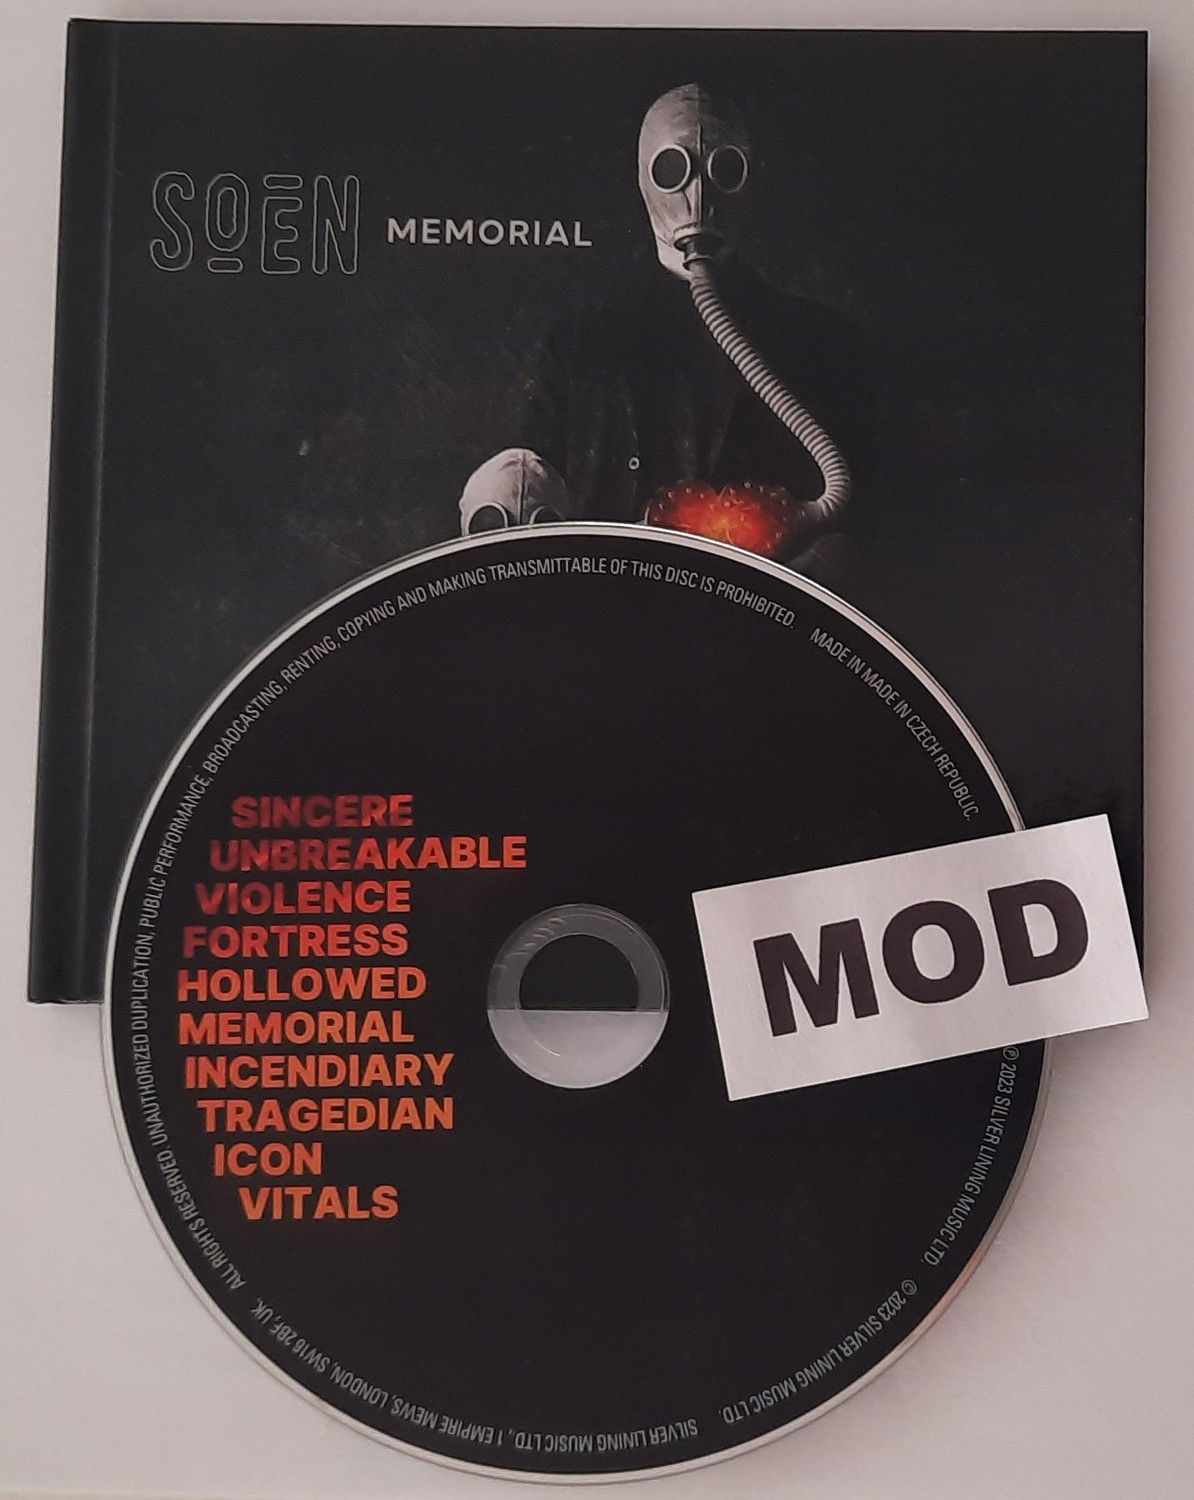 SOEN MEMORIAL
SINCERE
UNBREAKABLE
VIOLENCE
FORTRESS
HOLLOWED
MEMORIAL
INCENDIARY
TRAGEDIAN
ICON
VITALS
MOD
ALL RIGHTS RESERVED. UNAUTHORIZED DUPLICATION, PUBLIC PERFORMANCE, BROADCASTING, RENTING, COPYING AND MAKING TRANSMITTABLE OF THIS DISC IS PROHIBITED. MADE IN MADE IN CZECH REPUBLIC.
℗ 2023 SILVER LINING MUSIC LTD. © 2023 SILVER LINING MUSIC LTD. SILVER LINING MUSIC LTD., 1 EMPIRE MEWS, LONDON, SW16 2BF, UK.